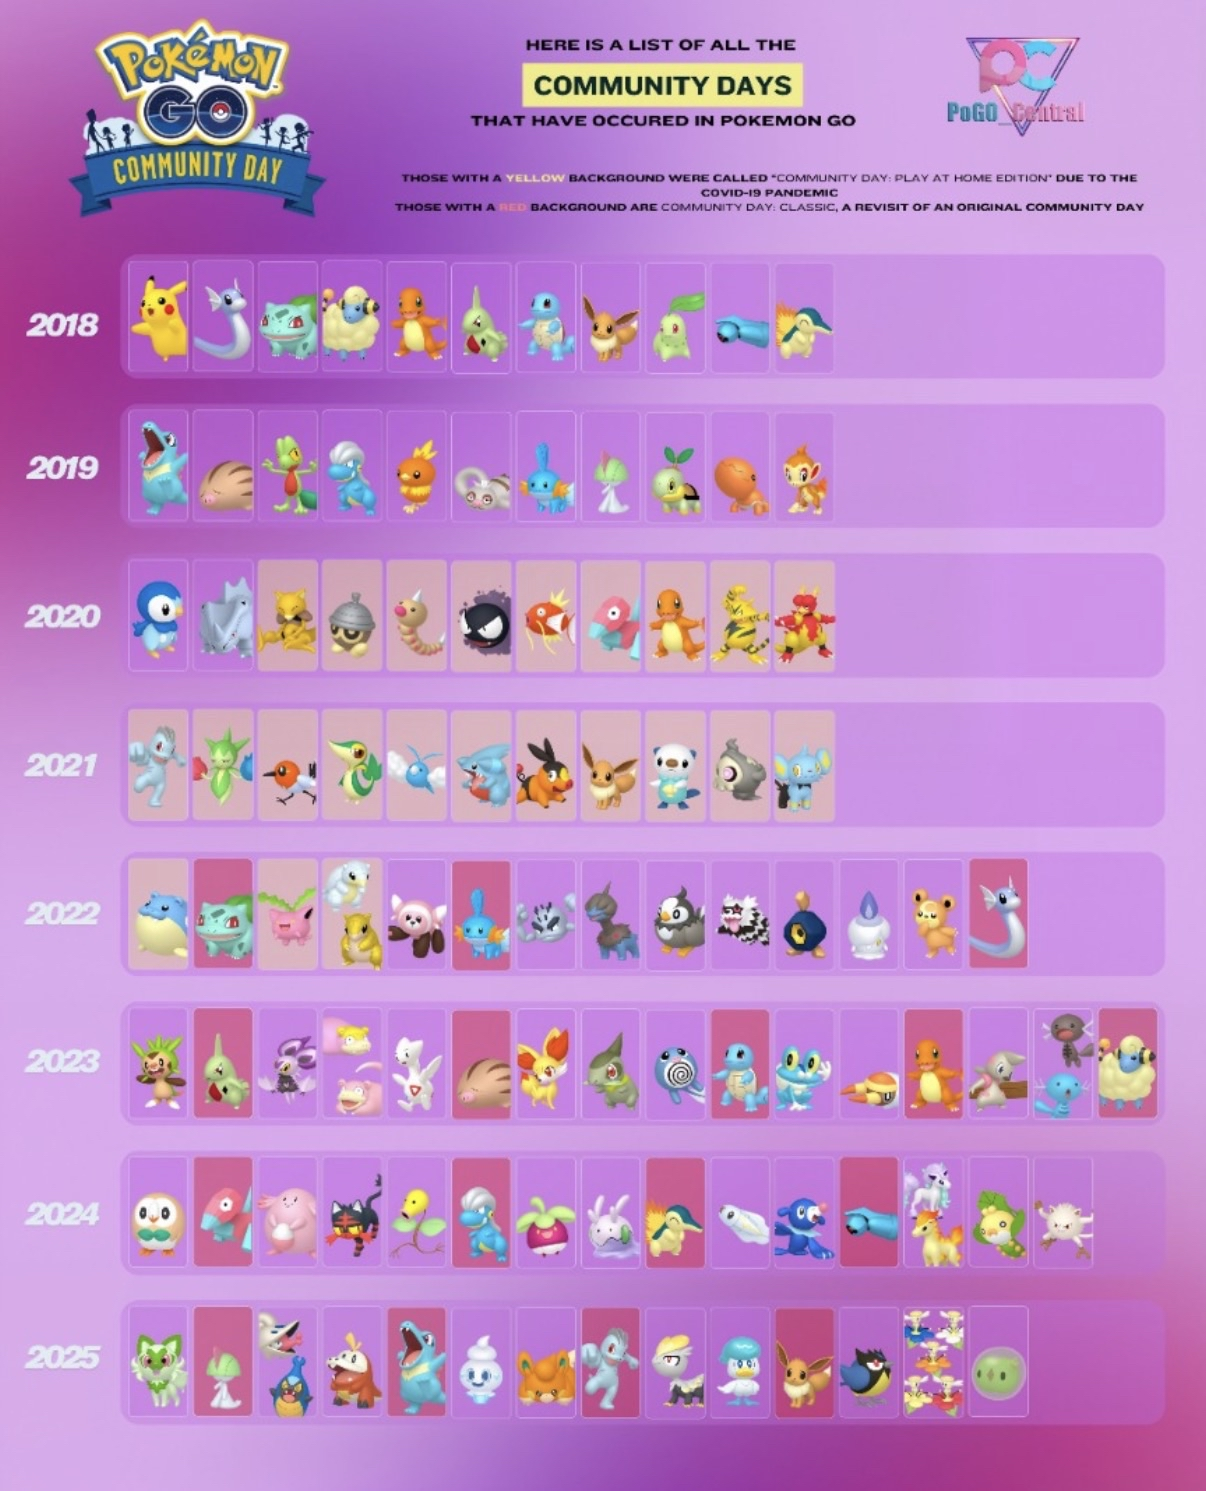 POKéMON
GO
COMMUNITY DAY
HERE IS A LIST OF ALL THE
COMMUNITY DAYS
THAT HAVE OCCURED IN POKEMON GO
PC
PoGO_Central
THOSE WITH A YELLOW BACKGROUND WERE CALLED "COMMUNITY DAY: PLAY AT HOME EDITION" DUE TO THE
COVID-19 PANDEMIC
THOSE WITH A RED BACKGROUND ARE COMMUNITY DAY: CLASSIC, A REVISIT OF AN ORIGINAL COMMUNITY DAY
2018
2019
2020
2021
2022
2023
2024
2025